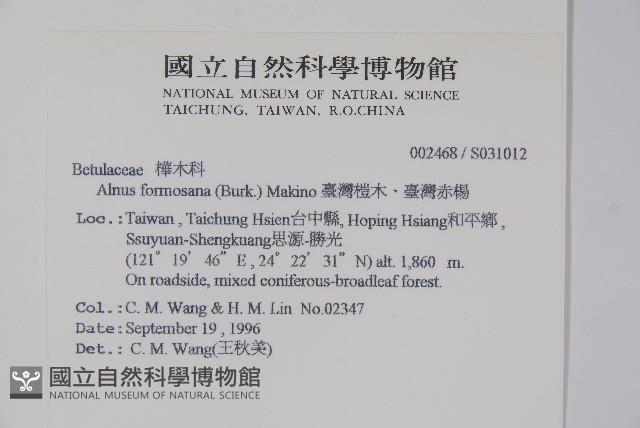 國立自然科學博物館
NATIONAL MUSEUM OF NATURAL SCIENCE
TAICHUNG, TAIWAN, R.O.CHINA
002468 / S031012
Betulaceae 樺木科
Alnus formosana (Burk.) Makino 臺灣榿木、臺灣赤楊
Loc.: Taiwan , Taichung Hsien台中縣, Hoping Hsiang和平鄉 ,
Ssuyuan-Shengkuang思源-勝光
(121° 19' 46" E , 24° 22' 31" N) alt. 1,860 m.
On roadside, mixed coniferous-broadleaf forest.
Col.: C. M. Wang & H. M. Lin No.02347
Date: September 19 , 1996
Det.: C. M. Wang(王秋美)
國立自然科學博物館
NATIONAL MUSEUM OF NATURAL SCIENCE